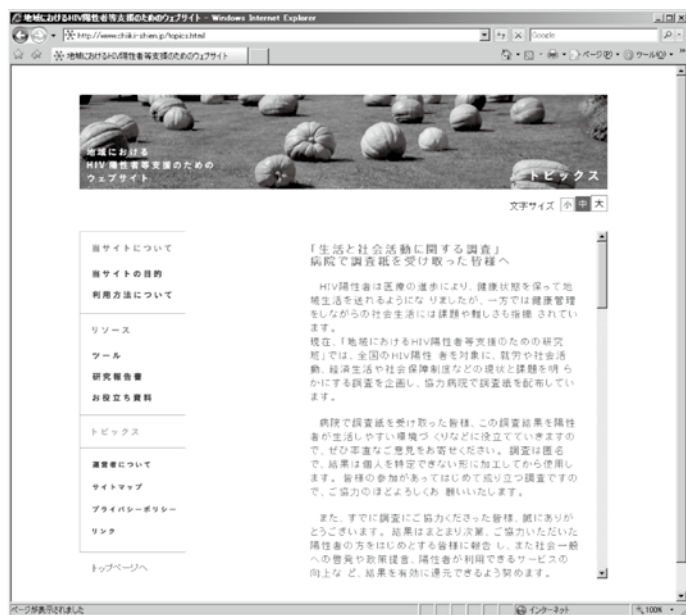 地域におけるHIV陽性者等支援のためのウェブサイト - Windows Internet Explorer
http://www.chiiki-shien.jp/topics.html
Google
地域におけるHIV陽性者等支援のためのウェブサイト
ページ(P)
ツール(O)
地域における
HIV陽性者等支援のための
ウェブサイト
トピックス
文字サイズ 小 中 大
当サイトについて
当サイトの目的
利用方法について
リソース
ツール
研究報告書
お役立ち資料
トピックス
運営者について
サイトマップ
プライバシーポリシー
リンク
トップページへ
「生活と社会活動に関する調査」
病院で調査紙を受け取った皆様へ
HIV陽性者は医療の進歩により、健康状態を保って地
域生活を送れるようにな りましたが、一方では健康管理
をしながらの社会生活には課題や難しさも指摘 されてい
ます。
現在、「地域におけるHIV陽性者等支援のための研究
班」では、全国のHIV陽性 者を対象に、就労や社会活
動、経済生活や社会保障制度などの現状と課題を明 ら
かにする調査を企画し、協力病院で調査紙を配布してい
ます。
病院で調査紙を受け取った皆様、この調査結果を陽性
者が生活しやすい環境づ くりなどに役立てていきますの
で、ぜひ率直なご意見をお寄せください。調査は匿名
で、結果は個人を特定できない形に加工してから使用し
ます。皆様の参加があってはじめて成り立つ調査ですの
で、ご協力のほどよろしくお 願いいたします。
また、すでに調査にご協力くださった皆様、誠にありが
とうございます。結果はまとまり次第、ご協力いただいた
陽性者の方をはじめとする皆様に報告 し、また社会一般
への啓発や政策提言、陽性者が利用できるサービスの
向上な ど、結果を有効に還元できるよう努めます。
ページが表示されました
インターネット
100%